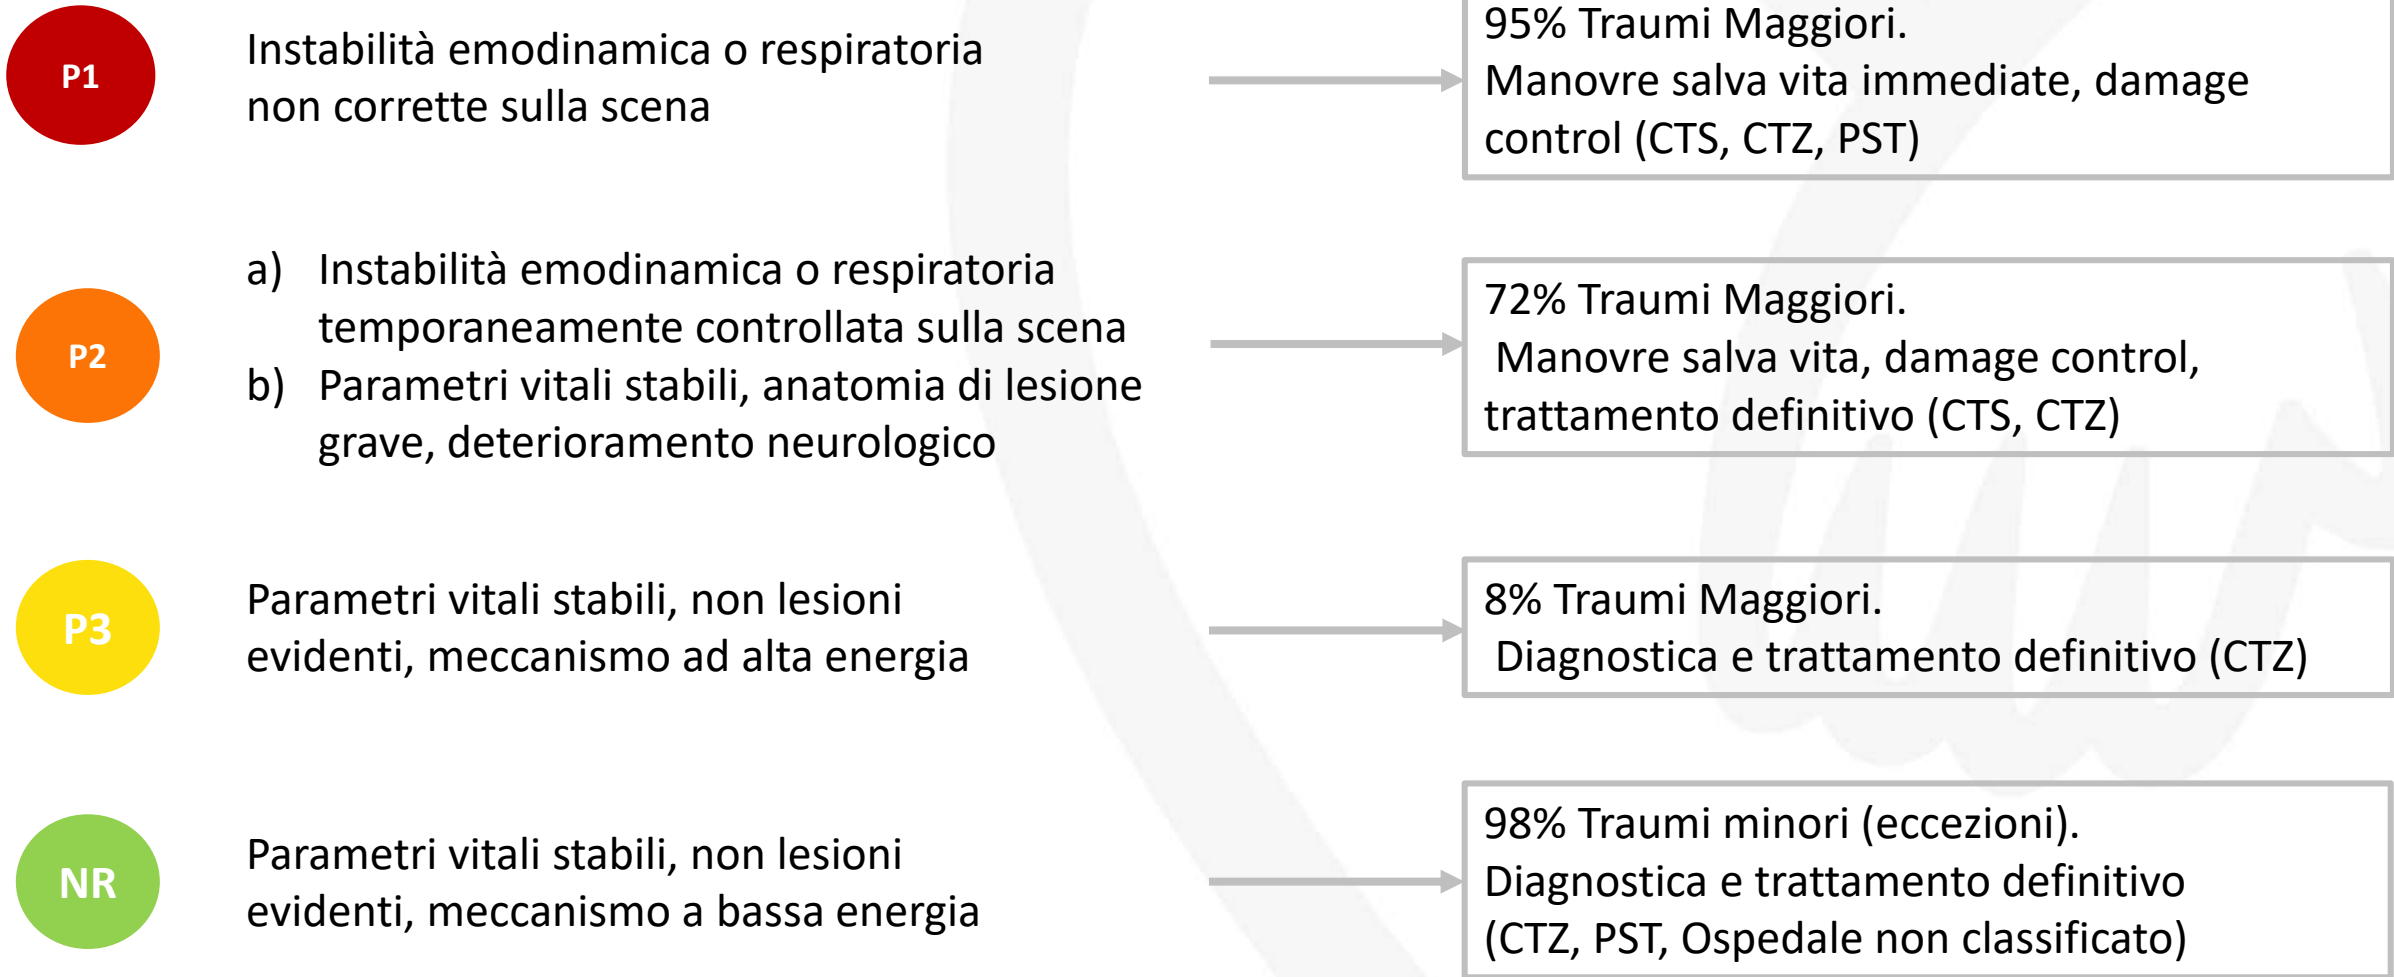 P1
Instabilità emodinamica o respiratoria
non corrette sulla scena
95% Traumi Maggiori.
Manovre salva vita immediate, damage
control (CTS, CTZ, PST)
P2
a) Instabilità emodinamica o respiratoria
temporaneamente controllata sulla scena
b) Parametri vitali stabili, anatomia di lesione
grave, deterioramento neurologico
72% Traumi Maggiori.
Manovre salva vita, damage control,
trattamento definitivo (CTS, CTZ)
P3
Parametri vitali stabili, non lesioni
evidenti, meccanismo ad alta energia
8% Traumi Maggiori.
Diagnostica e trattamento definitivo (CTZ)
NR
Parametri vitali stabili, non lesioni
evidenti, meccanismo a bassa energia
98% Traumi minori (eccezioni).
Diagnostica e trattamento definitivo
(CTZ, PST, Ospedale non classificato)